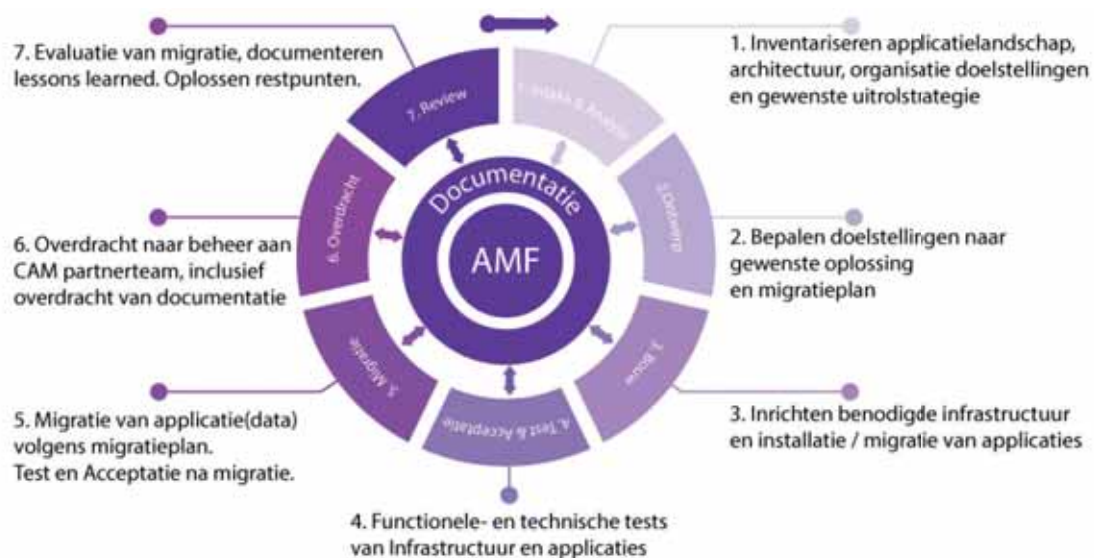 1. Inventariseren applicatielandschap,
architectuur, organisatie doelstellingen
en gewenste uitrolstrategie
2. Bepalen doelstellingen naar
gewenste oplossing
en migratieplan
3. Inrichten benodigde infrastructuur
en installatie / migratie van applicaties
4. Functionele- en technische tests
van Infrastructuur en applicaties
5. Migratie van applicatie(data)
volgens migratieplan.
Test en Acceptatie na migratie.
6. Overdracht naar beheer aan
CAM partnerteam, inclusief
overdracht van documentatie
7. Evaluatie van migratie, documenteren
lessons learned. Oplossen restpunten.
1. Intake & Analyse
2. Ontwerp
3. Bouw
4. Test & Acceptatie
5. Migratie
6. Overdracht
7. Review
Documentatie
AMF